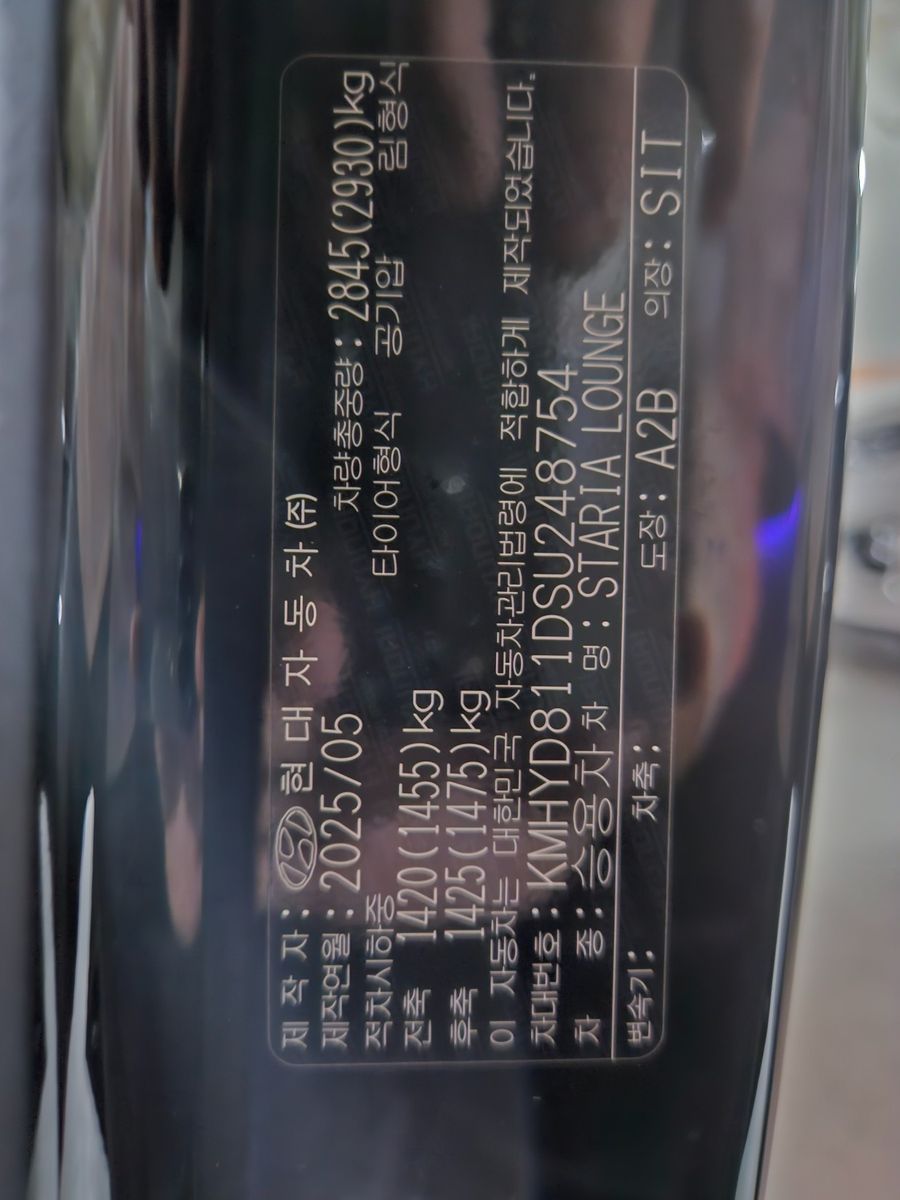 제 작 자: 현 대 자 동 차 (주)
제작연월: 2025/05
차량총중량: 2845(2930)kg
적차시하중 타이어형식 공기압 림형식
전축 1420(1455)kg
후축 1425(1475)kg
이 자동차는 대한민국 자동차관리법령에 적합하게 제작되었습니다.
차대번호: KMHYD811DSU248754
차 종: 승용차 차 명: STARIA LOUNGE
변속기: 차축: 도장: A2B 의장: SIT